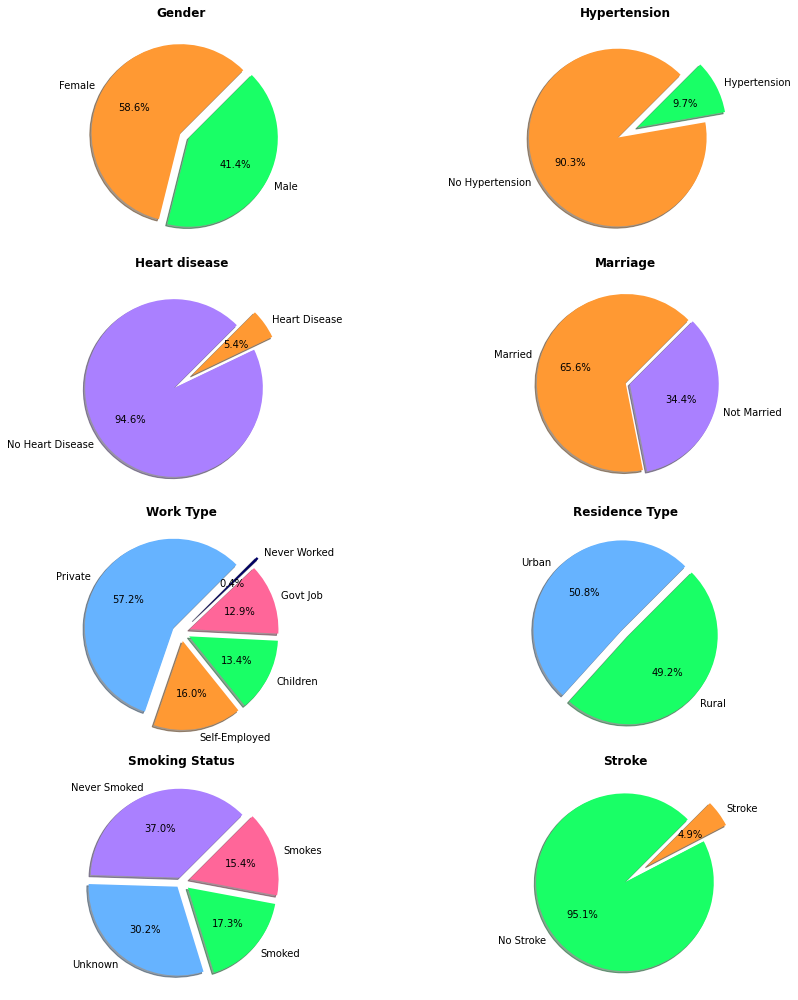 Gender
Female
58.6%
41.4%
Male
Hypertension
Hypertension
9.7%
90.3%
No Hypertension
Heart disease
Heart Disease
5.4%
94.6%
No Heart Disease
Marriage
Married
65.6%
34.4%
Not Married
Work Type
Never Worked
Private
0.4%
57.2%
Govt Job
12.9%
13.4%
Children
16.0%
Self-Employed
Residence Type
Urban
50.8%
49.2%
Rural
Smoking Status
Never Smoked
37.0%
Smokes
15.4%
17.3%
30.2%
Smoked
Unknown
Stroke
Stroke
4.9%
95.1%
No Stroke